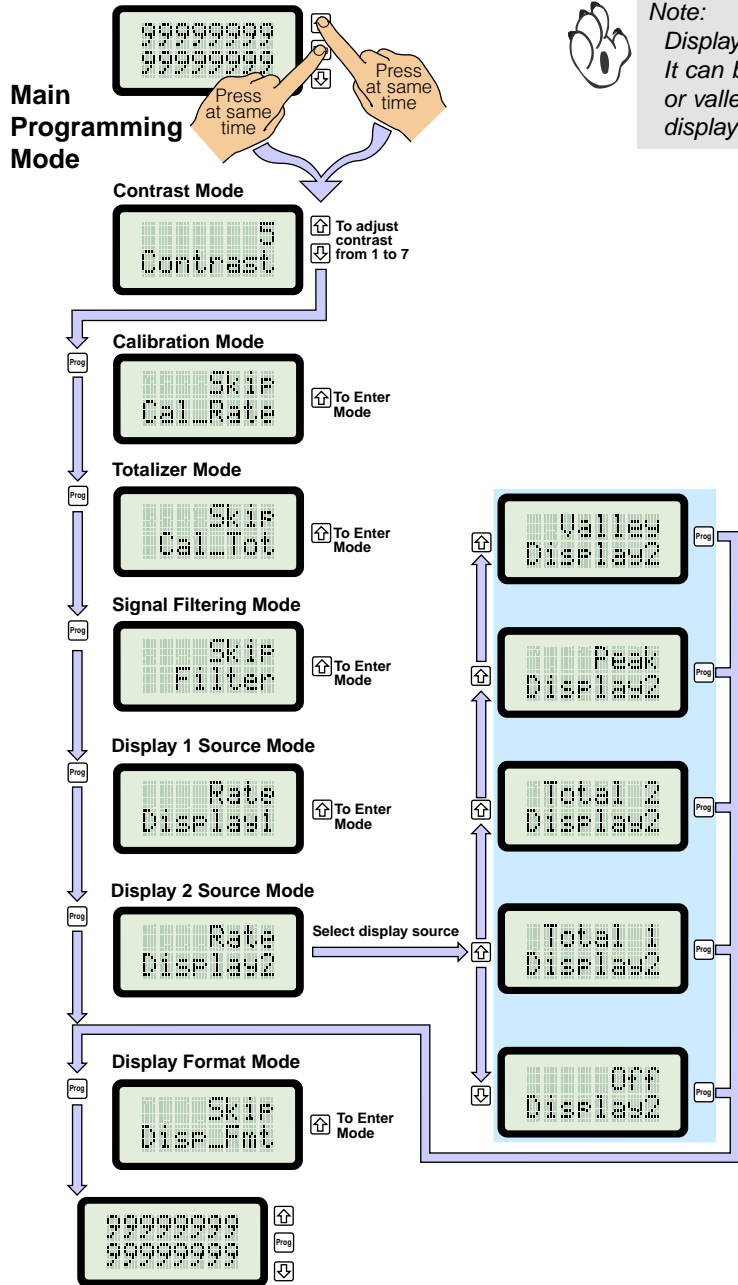 99999999
99999999
Press
at same
time
Press
at same
time
Note:
Display
It can b
or valle
display
Main
Programming
Mode
Contrast Mode
5
Contrast
To adjust
contrast
from 1 to 7
Calibration Mode
Prog
Skip
Cal_Rate
To Enter
Mode
Totalizer Mode
Prog
Skip
Cal_Tot
To Enter
Mode
Signal Filtering Mode
Prog
Skip
Filter
To Enter
Mode
Display 1 Source Mode
Prog
Rate
Display1
To Enter
Mode
Display 2 Source Mode
Prog
Rate
Display2
Select display source
Valley
Display2
Prog
Peak
Display2
Prog
Total 2
Display2
Prog
Total 1
Display2
Prog
Off
Display2
Prog
Display Format Mode
Prog
Skip
Disp_Fmt
To Enter
Mode
99999999
99999999
Prog